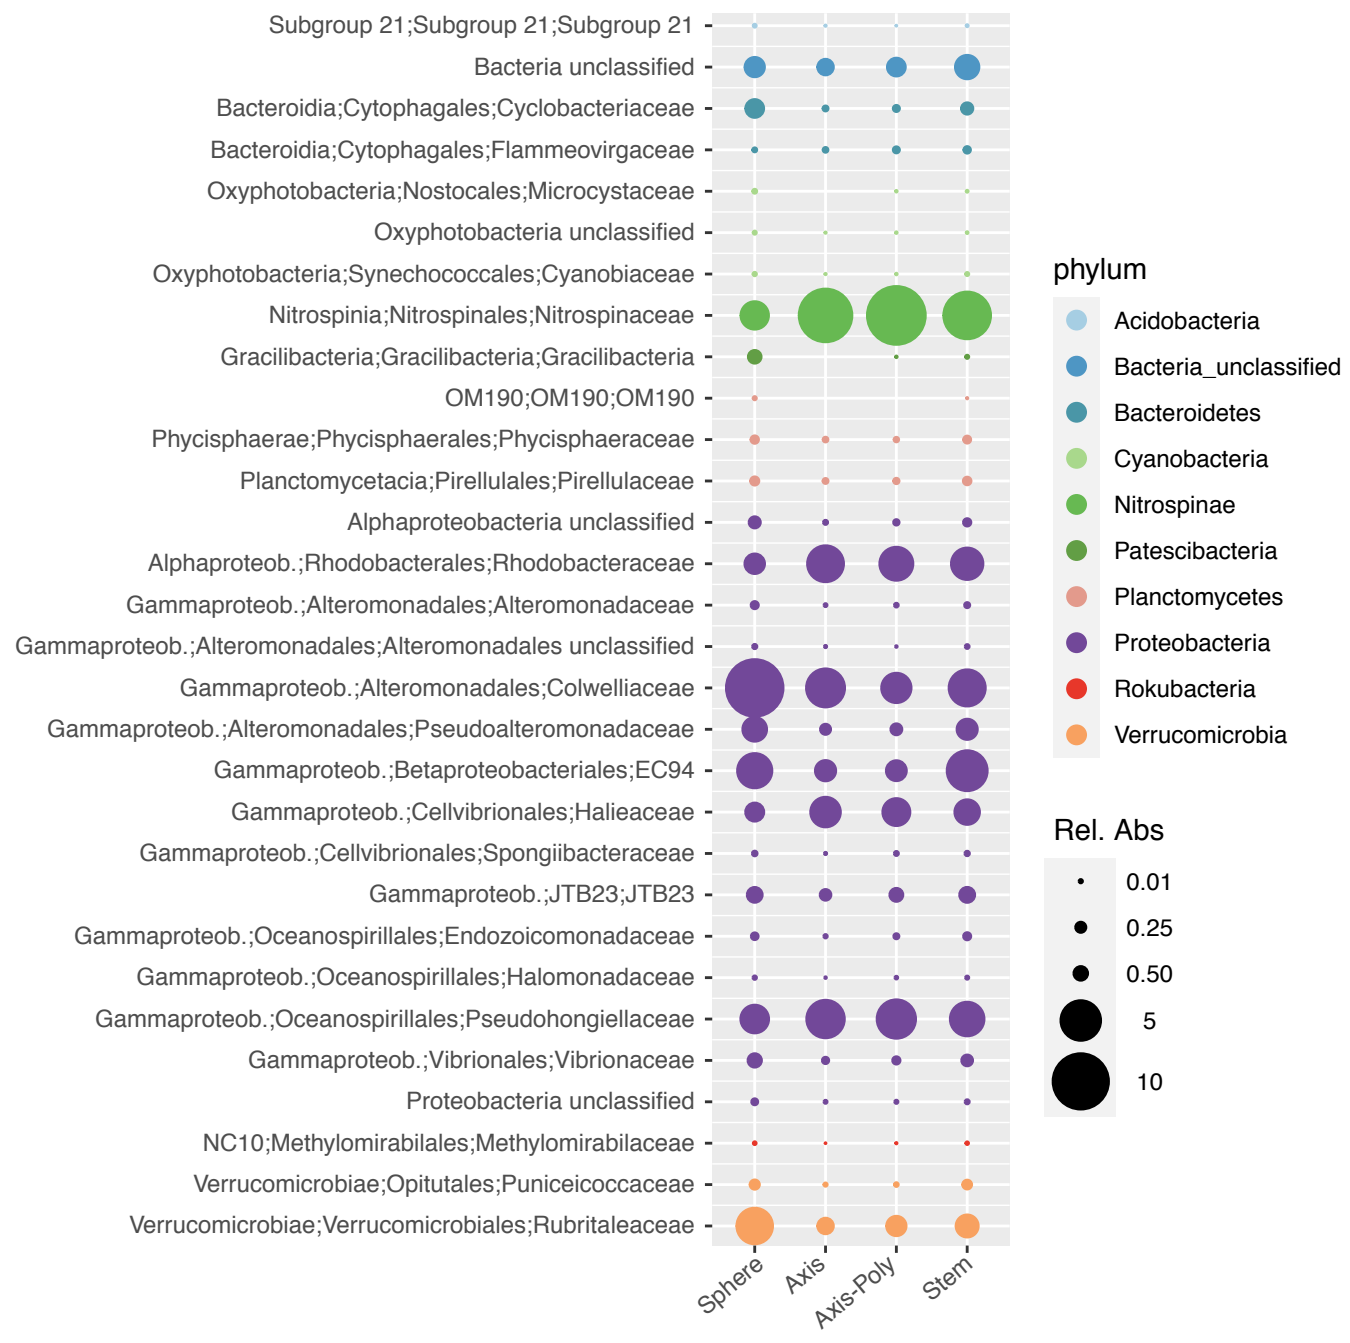 Subgroup 21;Subgroup 21;Subgroup 21
Bacteria unclassified
Bacteroidia;Cytophagales;Cyclobacteriaceae
Bacteroidia;Cytophagales;Flammeovirgaceae
Oxyphotobacteria;Nostocales;Microcystaceae
Oxyphotobacteria unclassified
Oxyphotobacteria;Synechococcales;Cyanobiaceae
Nitrospinia;Nitrospinales;Nitrospinaceae
Gracilibacteria;Gracilibacteria;Gracilibacteria
OM190;OM190;OM190
Phycisphaerae;Phycisphaerales;Phycisphaeraceae
Planctomycetacia;Pirellulales;Pirellulaceae
Alphaproteobacteria unclassified
Alphaproteob.;Rhodobacterales;Rhodobacteraceae
Gammaproteob.;Alteromonadales;Alteromonadaceae
Gammaproteob.;Alteromonadales;Alteromonadales unclassified
Gammaproteob.;Alteromonadales;Colwelliaceae
Gammaproteob.;Alteromonadales;Pseudoalteromonadaceae
Gammaproteob.;Betaproteobacteriales;EC94
Gammaproteob.;Cellvibrionales;Halieaceae
Gammaproteob.;Cellvibrionales;Spongiibacteraceae
Gammaproteob.;JTB23;JTB23
Gammaproteob.;Oceanospirillales;Endozoicomonadaceae
Gammaproteob.;Oceanospirillales;Halomonadaceae
Gammaproteob.;Oceanospirillales;Pseudohongiellaceae
Gammaproteob.;Vibrionales;Vibrionaceae
Proteobacteria unclassified
NC10;Methylomirabilales;Methylomirabilaceae
Verrucomicrobiae;Opitutales;Puniceicoccaceae
Verrucomicrobiae;Verrucomicrobiales;Rubritaleaceae
Sphere
Axis
Axis-Poly
Stem
phylum
Acidobacteria
Bacteria_unclassified
Bacteroidetes
Cyanobacteria
Nitrospinae
Patescibacteria
Planctomycetes
Proteobacteria
Rokubacteria
Verrucomicrobia
Rel. Abs
0.01
0.25
0.50
5
10